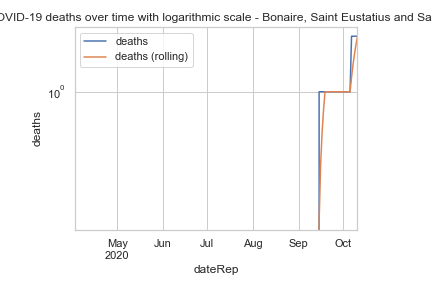 OVID-19 deaths over time with logarithmic scale - Bonaire, Saint Eustatius and Sa
deaths
deaths (rolling)
10⁰
deaths
May
2020
Jun
Jul
Aug
Sep
Oct
dateRep